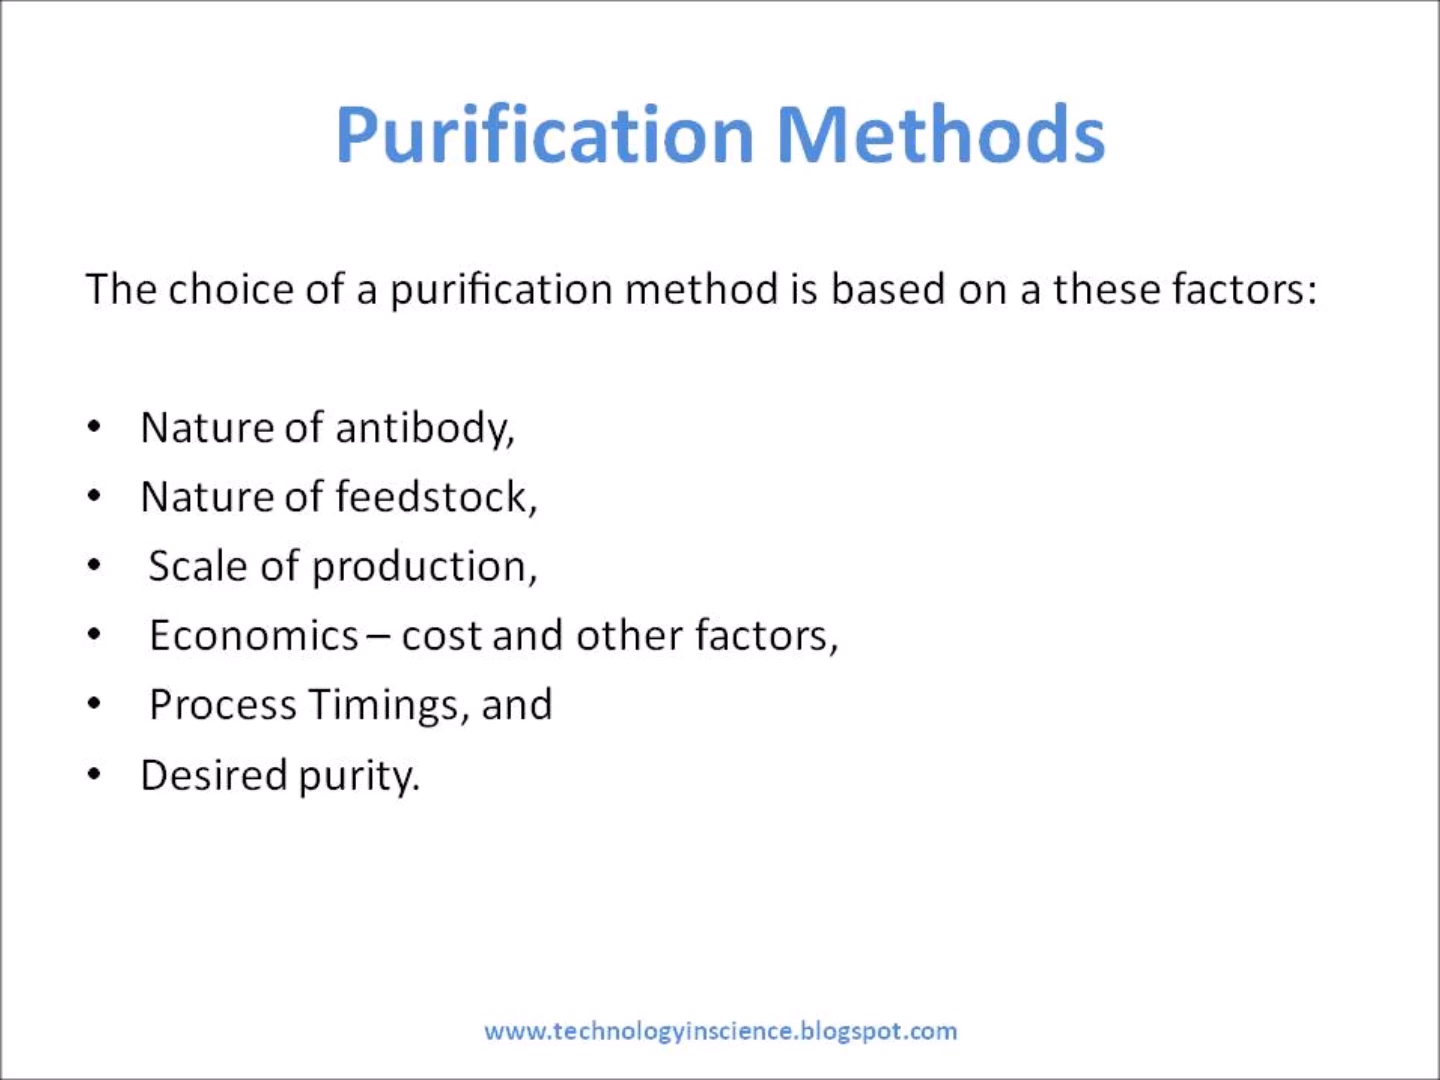 Purification Methods
The choice of a purification method is based on a these factors:
• Nature of antibody,
• Nature of feedstock,
• Scale of production,
• Economics – cost and other factors,
• Process Timings, and
• Desired purity.
www.technologyinscience.blogspot.com